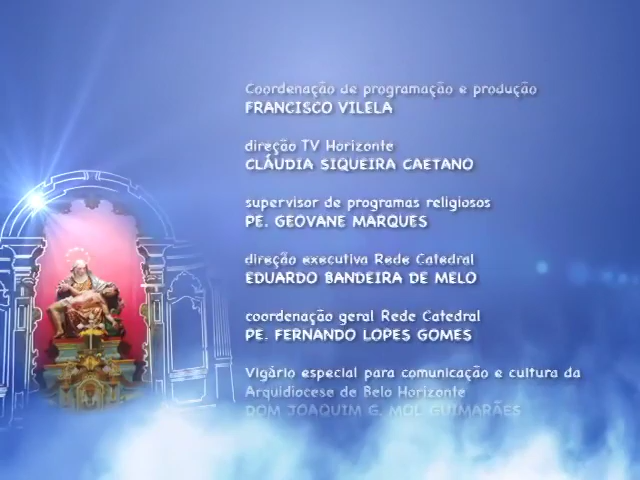 Coordenação de programação e produção
FRANCISCO VILELA
direção TV Horizonte
CLÁUDIA SIQUEIRA CAETANO
supervisor de programas religiosos
PE. GEOVANE MARQUES
direção executiva Rede Catedral
EDUARDO BANDEIRA DE MELO
coordenação geral Rede Catedral
PE. FERNANDO LOPES GOMES
Vigário especial para comunicação e cultura da
Arquidiocese de Belo Horizonte
DOM JOAQUIM G. MOL GUIMARÃES